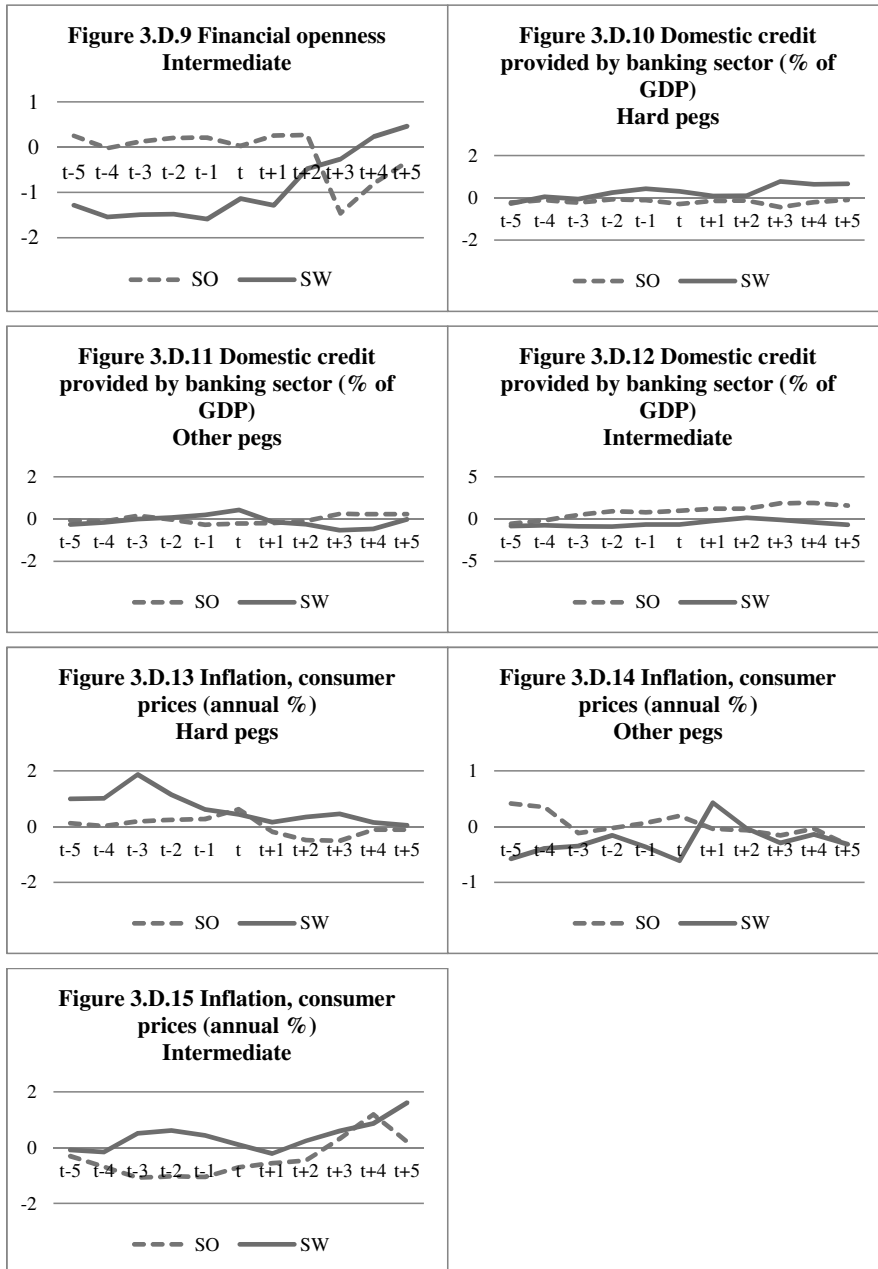 Figure 3.D.9 Financial openness
Intermediate
1
0
-1
-2
t-5 t-4 t-3 t-2 t-1 t t+1 t+2 t+3 t+4 t+5
SO SW
Figure 3.D.10 Domestic credit
provided by banking sector (% of
GDP)
Hard pegs
2
0
-2
t-5 t-4 t-3 t-2 t-1 t t+1 t+2 t+3 t+4 t+5
SO SW
Figure 3.D.11 Domestic credit
provided by banking sector (% of
GDP)
Other pegs
2
0
-2
t-5 t-4 t-3 t-2 t-1 t t+1 t+2 t+3 t+4 t+5
SO SW
Figure 3.D.12 Domestic credit
provided by banking sector (% of
GDP)
Intermediate
5
0
-5
t-5 t-4 t-3 t-2 t-1 t t+1 t+2 t+3 t+4 t+5
SO SW
Figure 3.D.13 Inflation, consumer
prices (annual %)
Hard pegs
2
0
-2
t-5 t-4 t-3 t-2 t-1 t t+1 t+2 t+3 t+4 t+5
SO SW
Figure 3.D.14 Inflation, consumer
prices (annual %)
Other pegs
1
0
-1
t-5 t-4 t-3 t-2 t-1 t t+1 t+2 t+3 t+4 t+5
SO SW
Figure 3.D.15 Inflation, consumer
prices (annual %)
Intermediate
2
0
-2
t-5 t-4 t-3 t-2 t-1 t t+1 t+2 t+3 t+4 t+5
SO SW